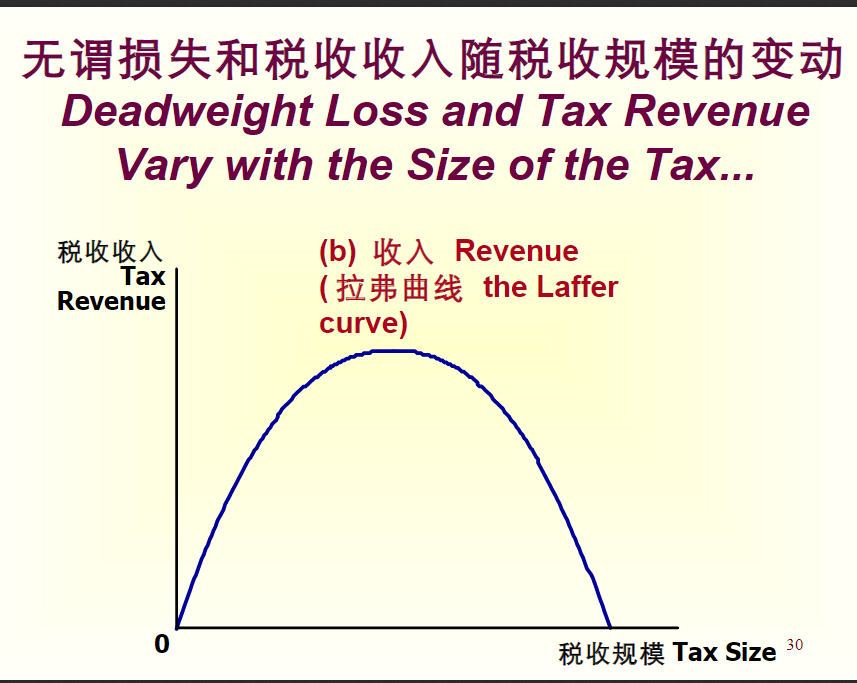 无谓损失和税收收入随税收规模的变动
Deadweight Loss and Tax Revenue
Vary with the Size of the Tax...
税收收入
Tax
Revenue
(b) 收入 Revenue
(拉弗曲线 the Laffer
curve)
0
税收规模 Tax Size
30